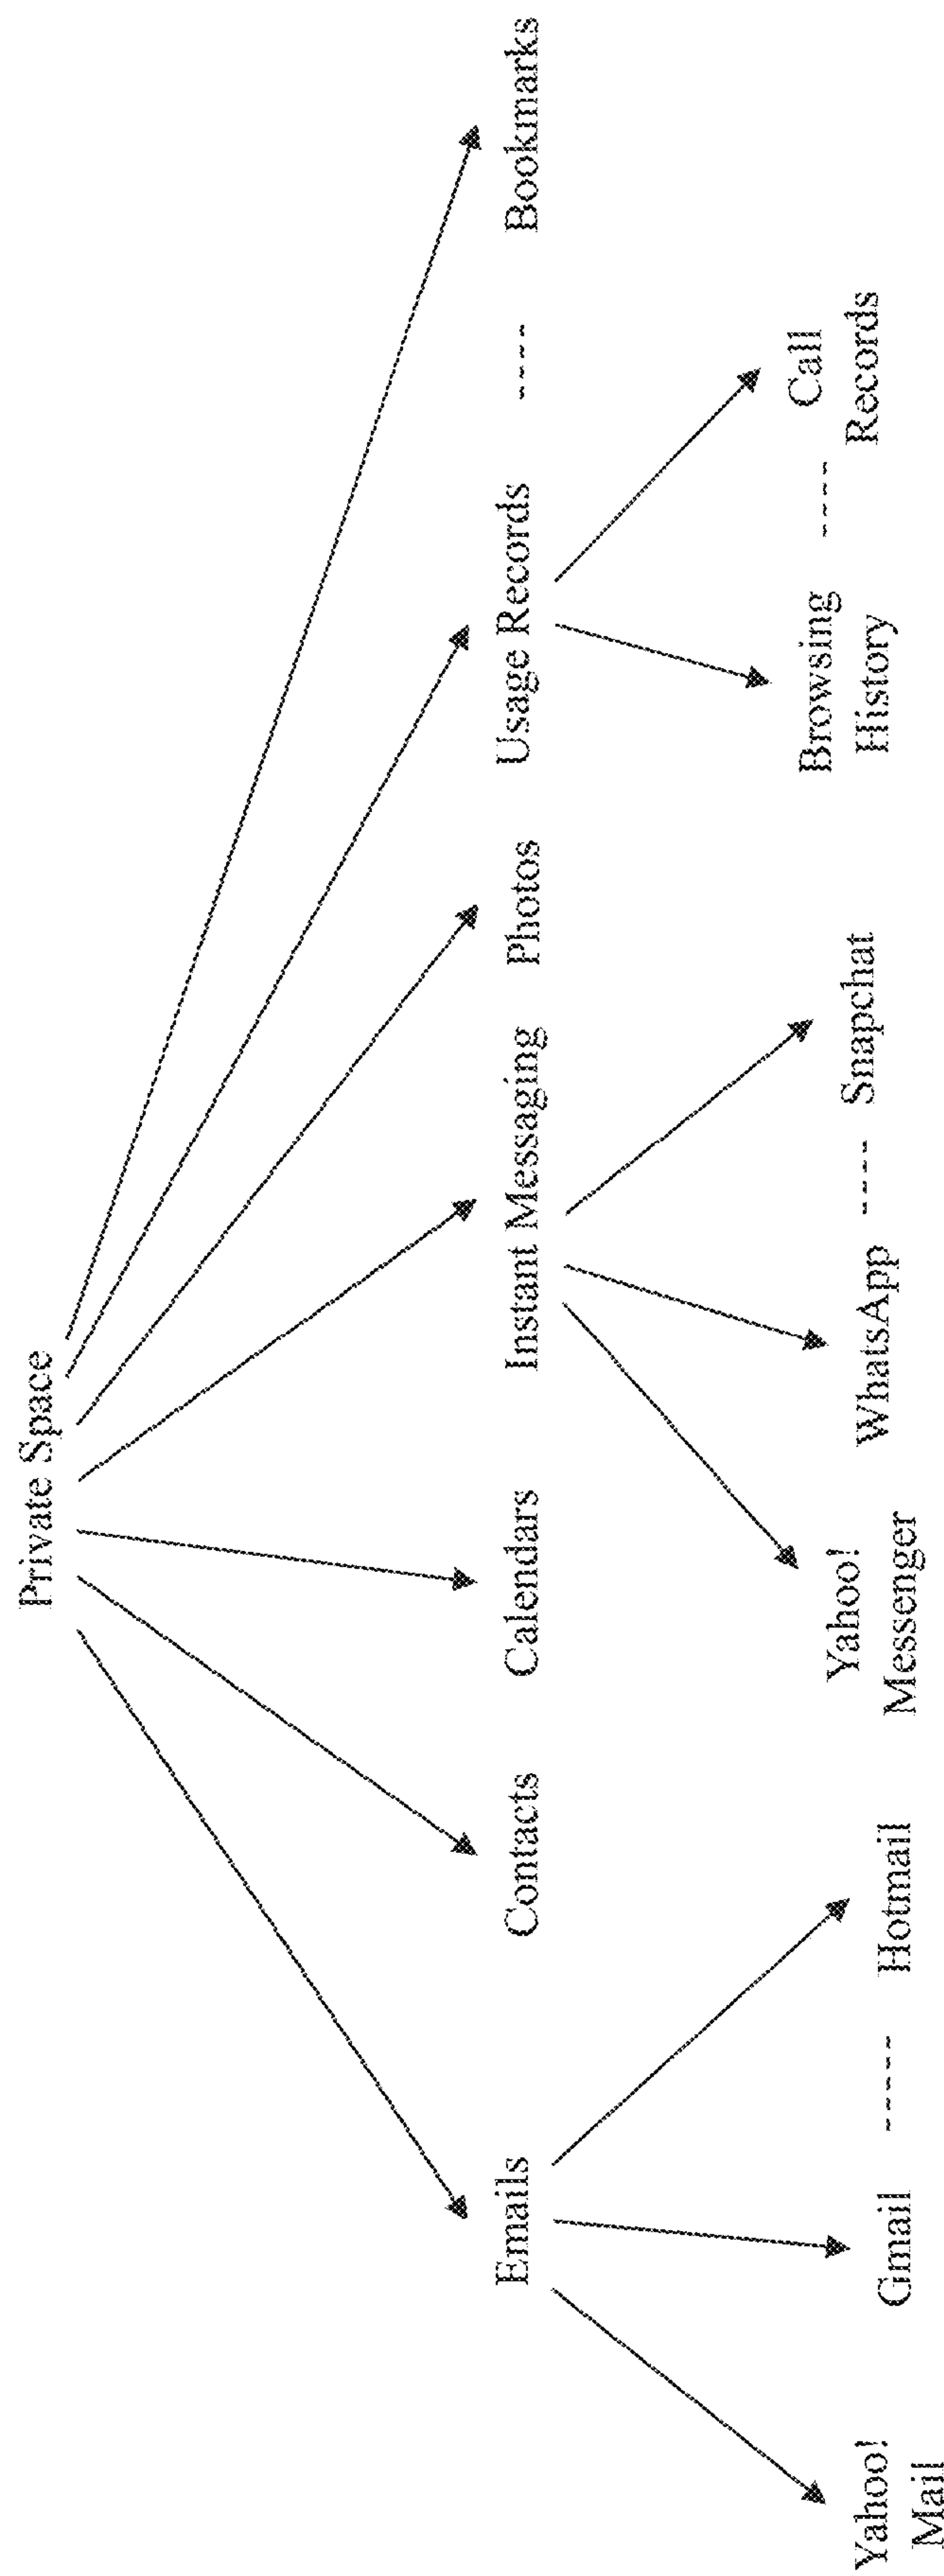 Private Space
Emails
Contacts
Calendars
Instant Messaging
Photos
Usage Records
----
Bookmarks
Yahoo!
Mail
Gmail
-----
Hotmail
Yahoo!
Messenger
WhatsApp
----
Snapchat
Browsing
History
----
Call
Records